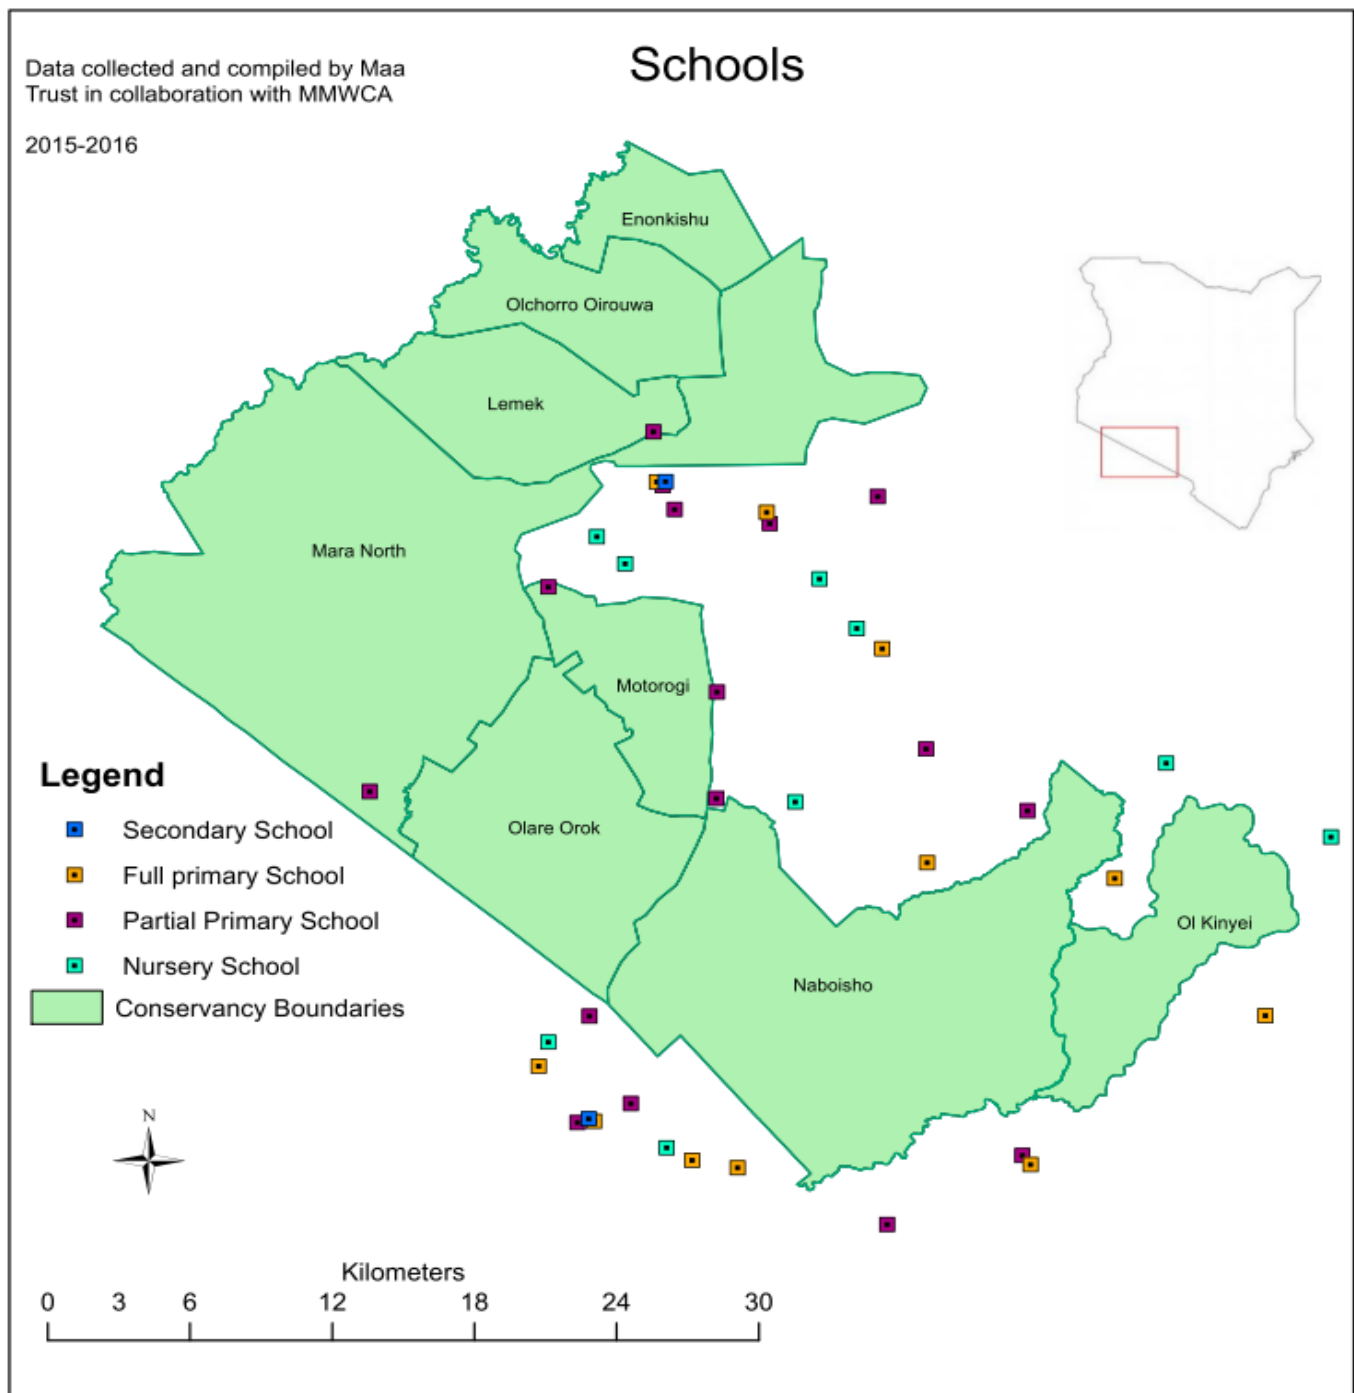 Schools
Data collected and compiled by Maa
Trust in collaboration with MMWCA
2015-2016
Enonkishu
Olchorro Oirouwa
Lemek
Mara North
Motorogi
Olare Orok
Ol Kinyei
Naboisho
Legend
Secondary School
Full primary School
Partial Primary School
Nursery School
Conservancy Boundaries
N
Kilometers
0 3 6 12 18 24 30